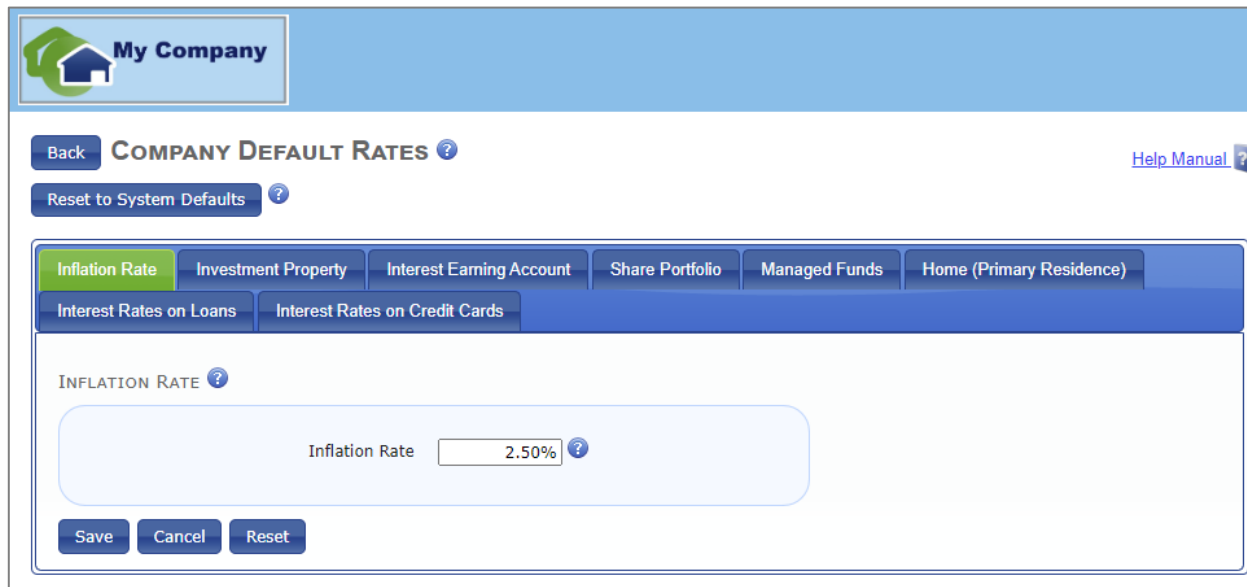 My Company
Back COMPANY DEFAULT RATES ?
Help Manual ?
Reset to System Defaults ?
Inflation Rate Investment Property Interest Earning Account Share Portfolio Managed Funds Home (Primary Residence)
Interest Rates on Loans Interest Rates on Credit Cards
INFLATION RATE ?
Inflation Rate 2.50% ?
Save Cancel Reset